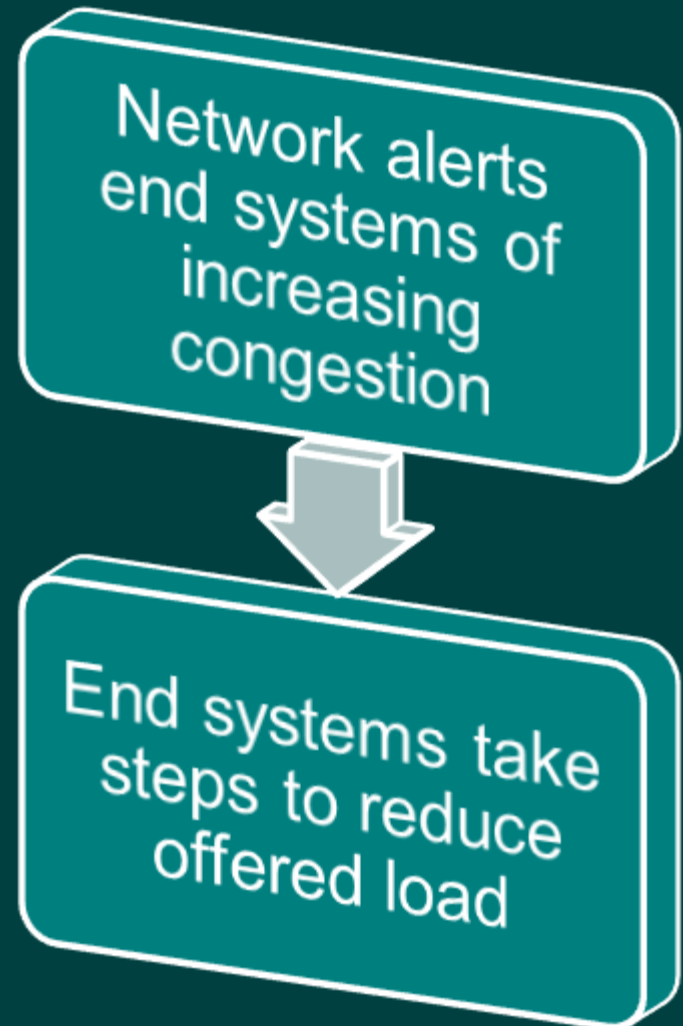 Network alerts
end systems of
increasing
congestion
End systems take
steps to reduce
offered load